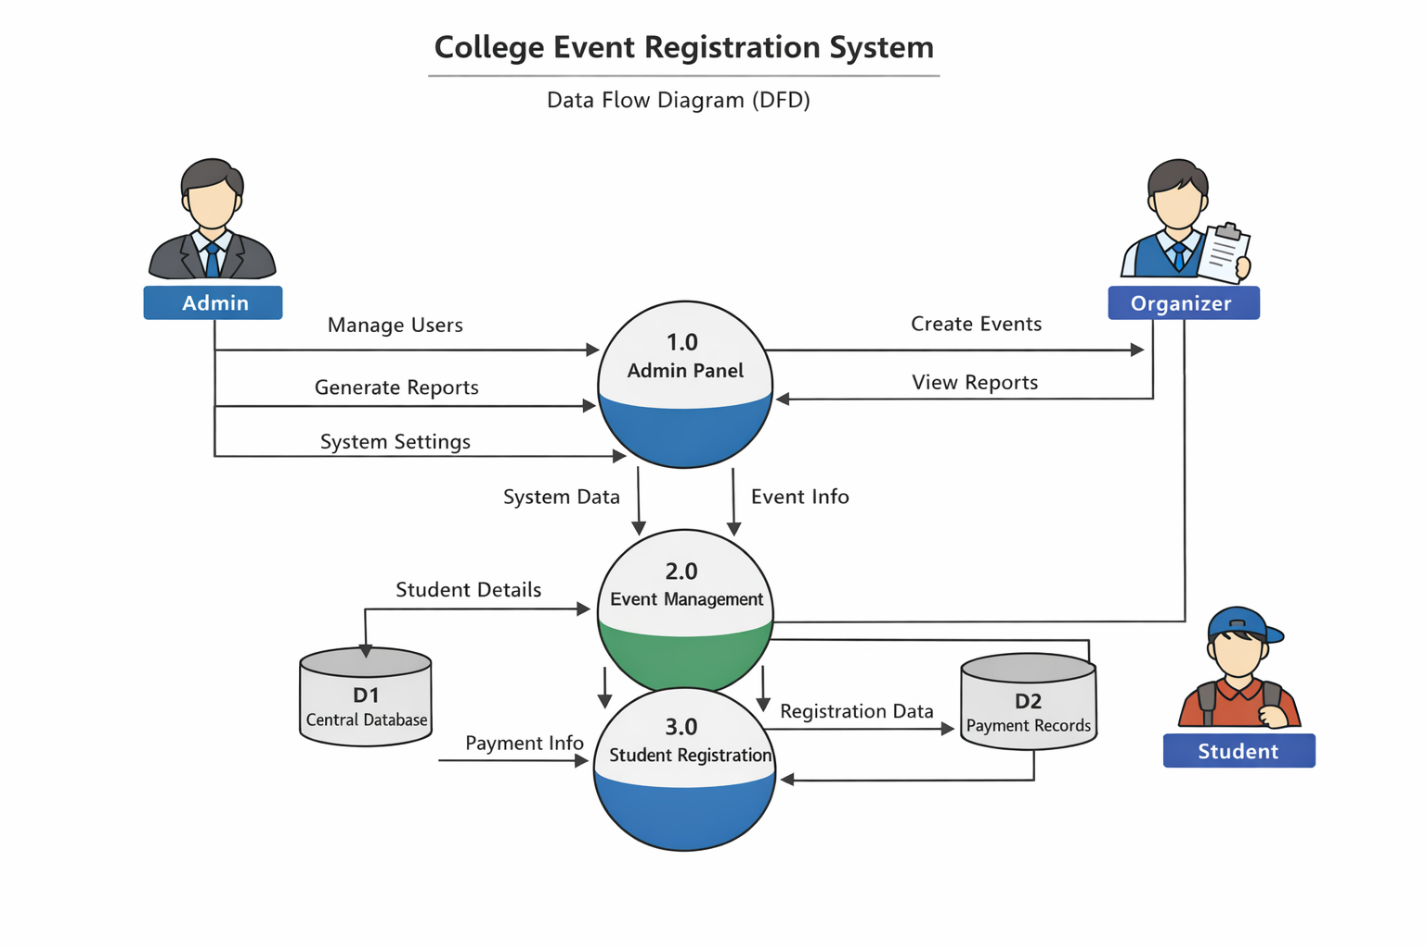 College Event Registration System
Data Flow Diagram (DFD)
Admin
Organizer
Manage Users
Generate Reports
System Settings
1.0
Admin Panel
Create Events
View Reports
System Data
Event Info
2.0
Event Management
Student Details
D1
Central Database
Payment Info
3.0
Student Registration
Registration Data
D2
Payment Records
Student